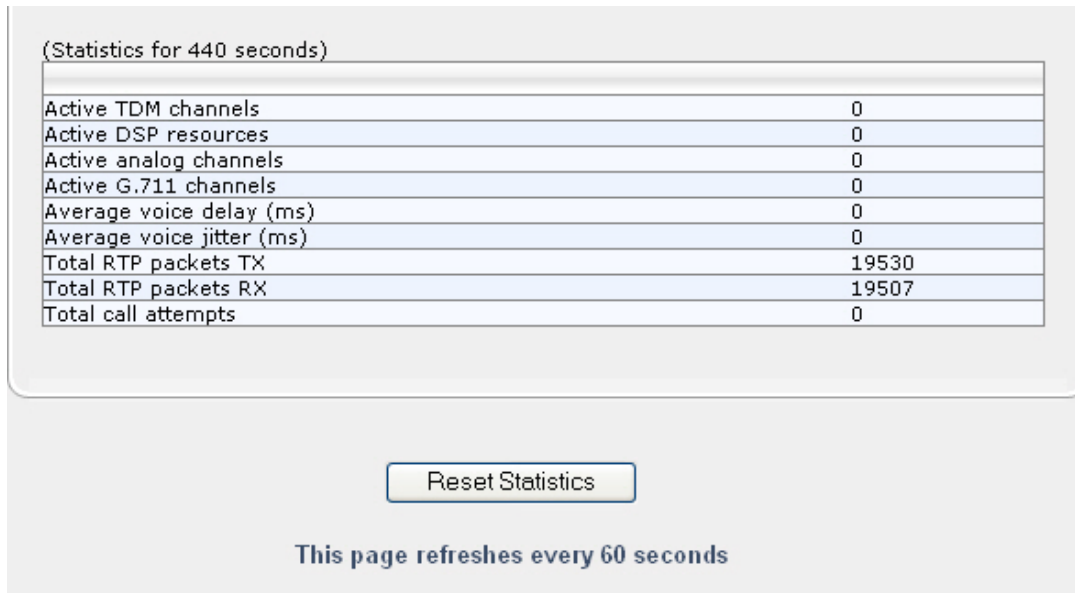 (Statistics for 440 seconds)
Active TDM channels 0
Active DSP resources 0
Active analog channels 0
Active G.711 channels 0
Average voice delay (ms) 0
Average voice jitter (ms) 0
Total RTP packets TX 19530
Total RTP packets RX 19507
Total call attempts 0
Reset Statistics
This page refreshes every 60 seconds